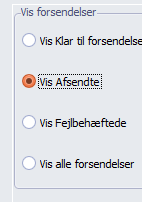 Vis forsendelser
Vis Klar til forsendelse
Vis Afsendte
Vis Fejlbehæftede
Vis alle forsendelser